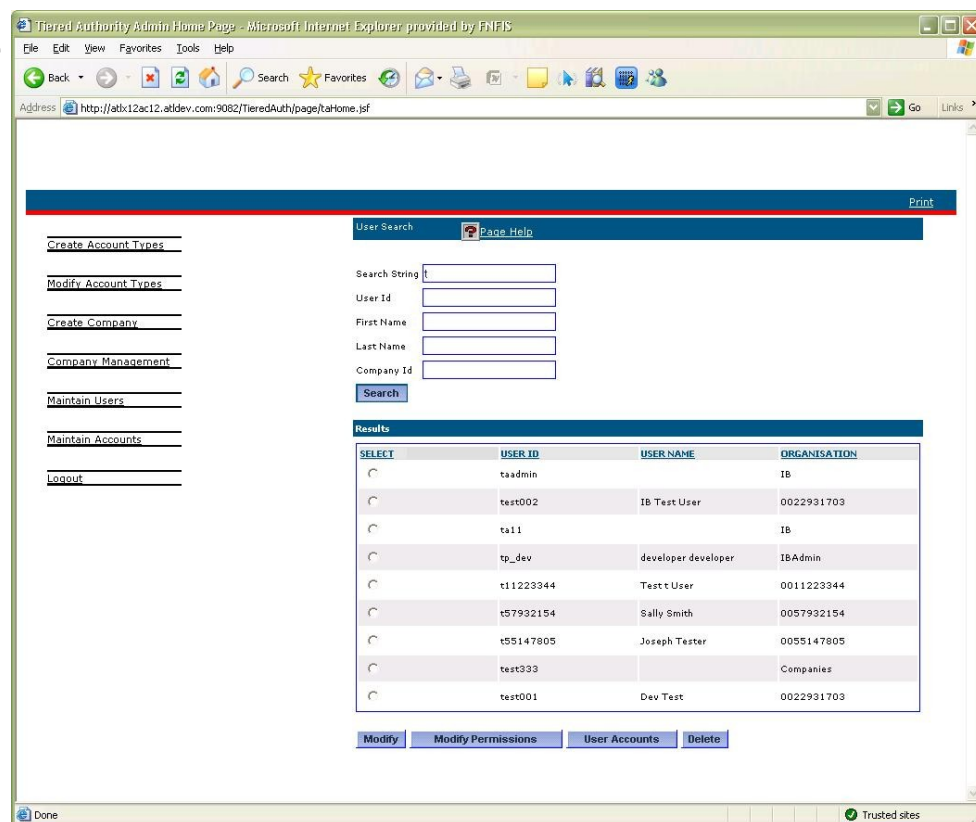 Tiered Authority Admin Home Page - Microsoft Internet Explorer provided by FNFIS
File Edit View Favorites Tools Help
Back Search Favorites
Address http://atlx12ac12.atldev.com:9082/TieredAuth/page/taHome.jsf Go Links
Print
Create Account Types
Modify Account Types
Create Company
Company Management
Maintain Users
Maintain Accounts
Logout
User Search Page Help
Search String t
User Id
First Name
Last Name
Company Id
Search
Results
SELECT USER ID USER NAME ORGANISATION
taadmin IB
test002 IB Test User 0022931703
ta11 IB
tp_dev developer developer IBAdmin
t11223344 Test t User 0011223344
t57932154 Sally Smith 0057932154
t55147805 Joseph Tester 0055147805
test333 Companies
test001 Dev Test 0022931703
Modify Modify Permissions User Accounts Delete
Done Trusted sites